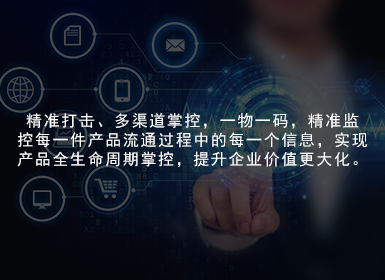 精准打击、多渠道掌控，一物一码，精准监
控每一件产品流通过程中的每一个信息，实现
产品全生命周期掌控，提升企业价值更大化。